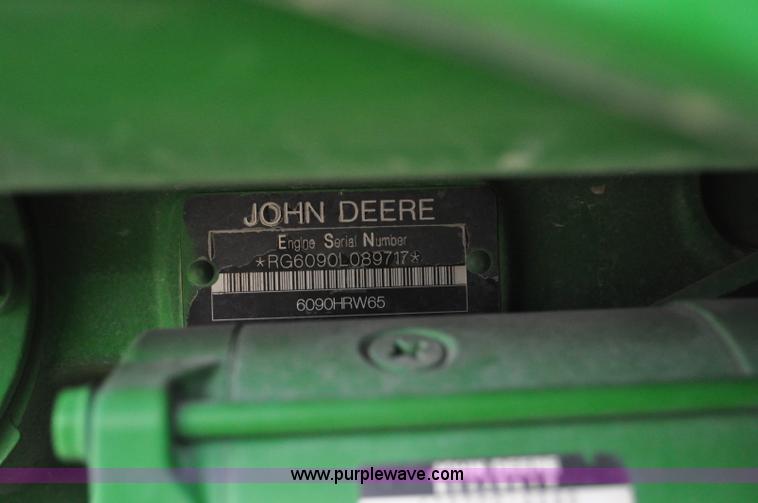 JOHN DEERE
Engine Serial Number
*RG6090L089717*
6090HRW65
www.purplewave.com